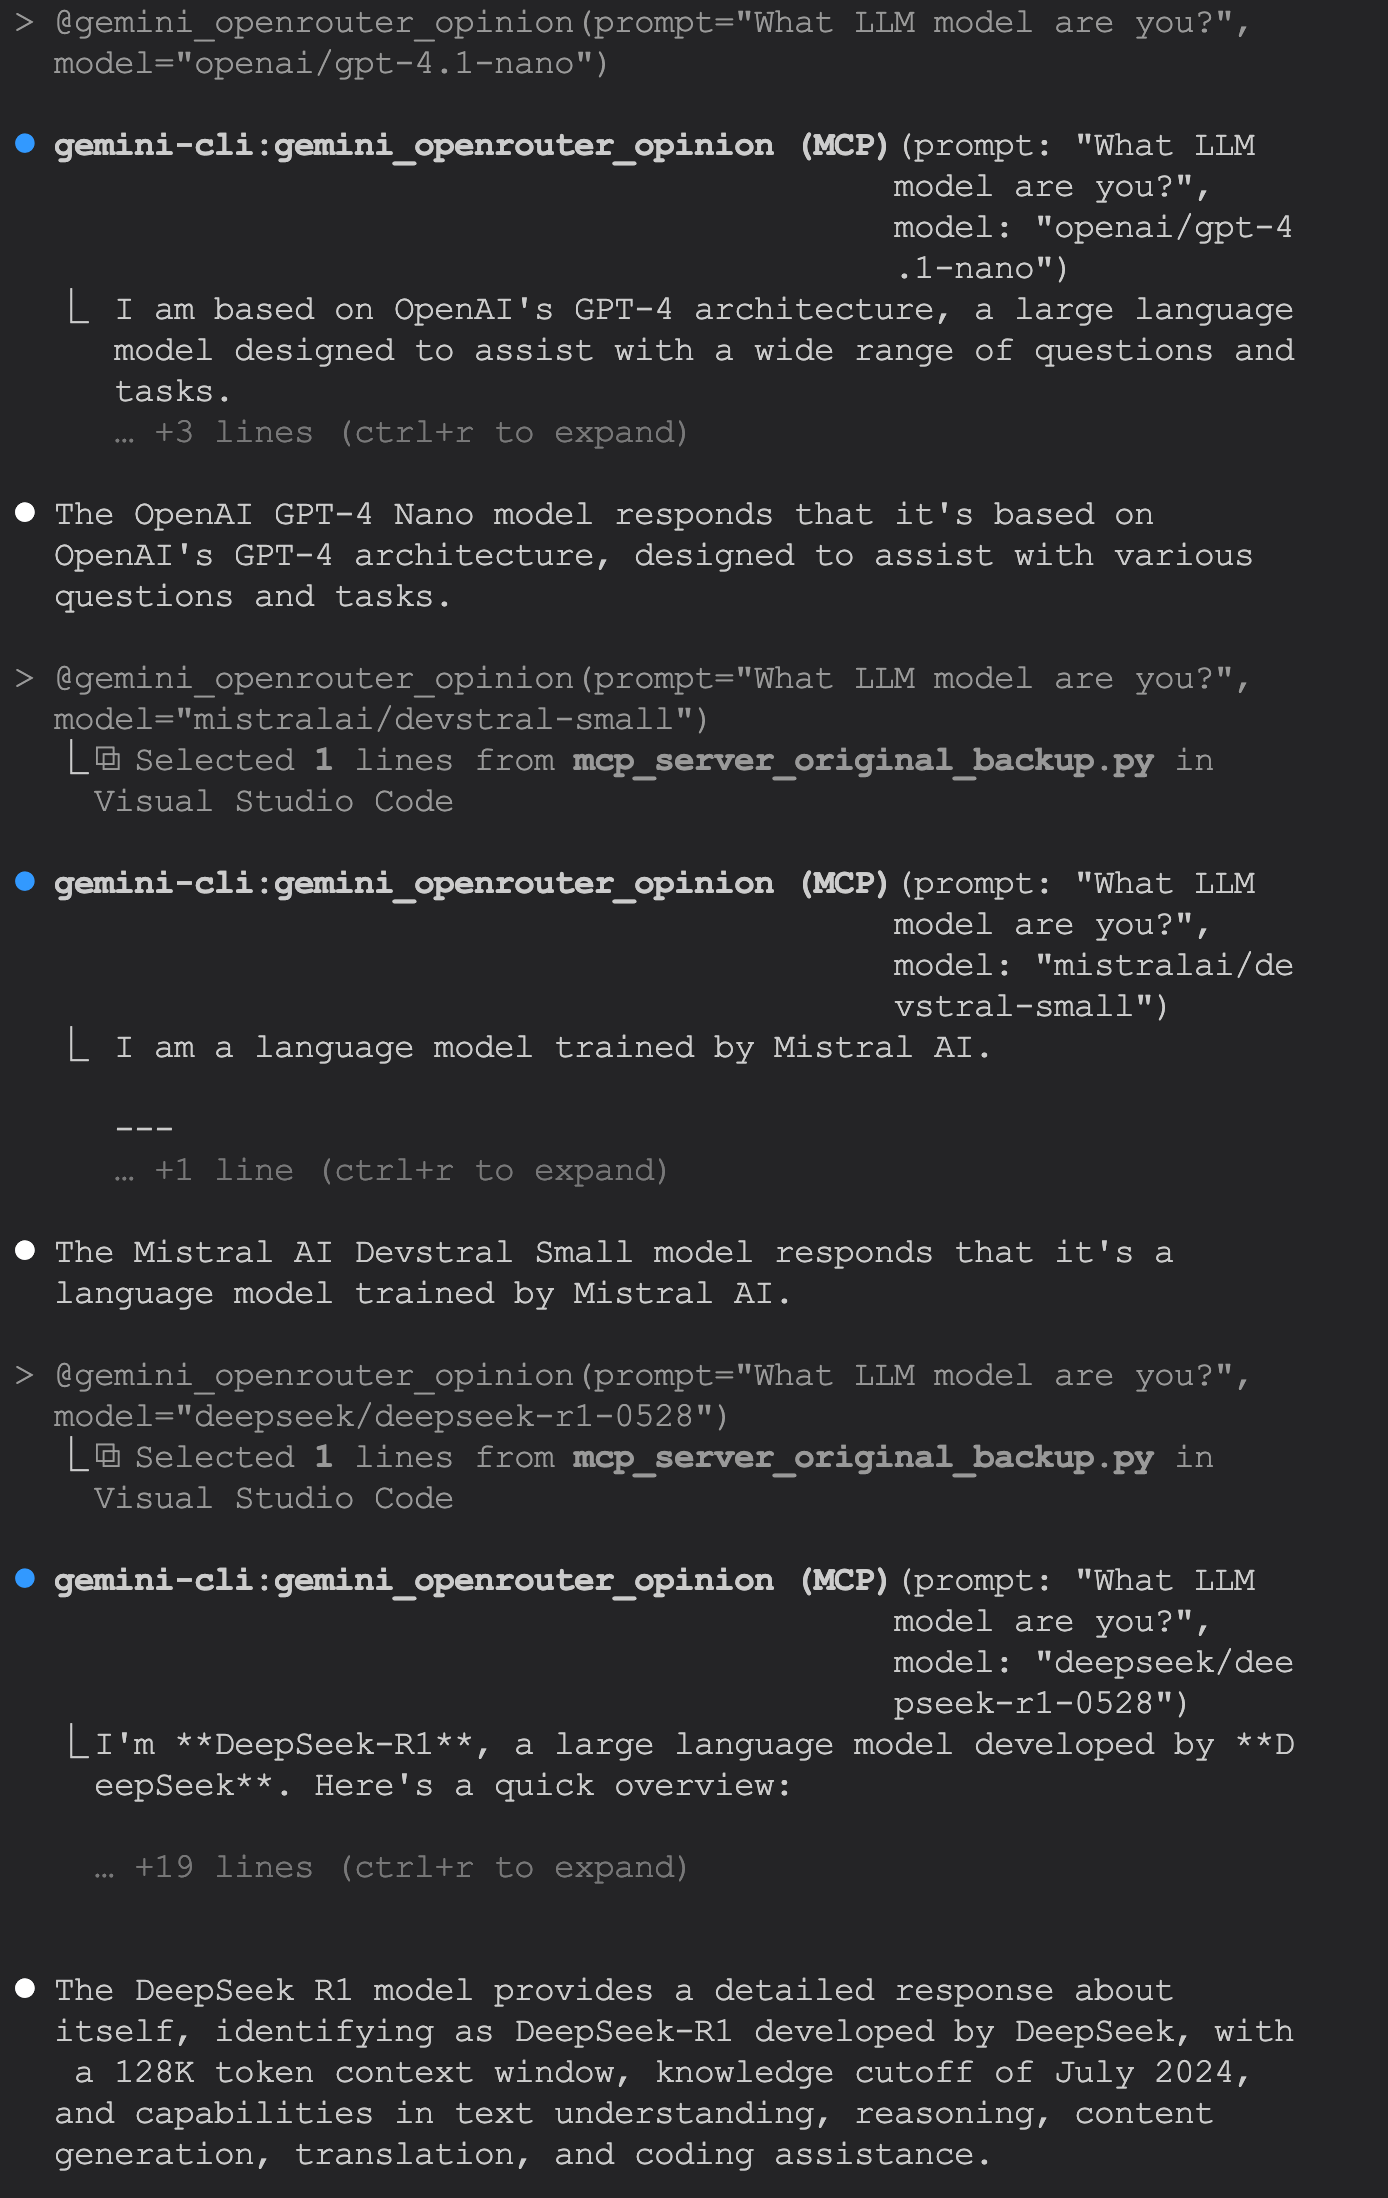 > @gemini_openrouter_opinion(prompt="What LLM model are you?",
model="openai/gpt-4.1-nano")
● gemini-cli:gemini_openrouter_opinion (MCP)(prompt: "What LLM
model are you?",
model: "openai/gpt-4
.1-nano")
⎿ I am based on OpenAI's GPT-4 architecture, a large language
model designed to assist with a wide range of questions and
tasks.
… +3 lines (ctrl+r to expand)
● The OpenAI GPT-4 Nano model responds that it's based on
OpenAI's GPT-4 architecture, designed to assist with various
questions and tasks.
> @gemini_openrouter_opinion(prompt="What LLM model are you?",
model="mistralai/devstral-small")
⎿ ⧉ Selected 1 lines from mcp_server_original_backup.py in
Visual Studio Code
● gemini-cli:gemini_openrouter_opinion (MCP)(prompt: "What LLM
model are you?",
model: "mistralai/de
vstral-small")
⎿ I am a language model trained by Mistral AI.
---
… +1 line (ctrl+r to expand)
● The Mistral AI Devstral Small model responds that it's a
language model trained by Mistral AI.
> @gemini_openrouter_opinion(prompt="What LLM model are you?",
model="deepseek/deepseek-r1-0528")
⎿ ⧉ Selected 1 lines from mcp_server_original_backup.py in
Visual Studio Code
● gemini-cli:gemini_openrouter_opinion (MCP)(prompt: "What LLM
model are you?",
model: "deepseek/dee
pseek-r1-0528")
⎿ I'm **DeepSeek-R1**, a large language model developed by **D
eepSeek**. Here's a quick overview:
… +19 lines (ctrl+r to expand)
● The DeepSeek R1 model provides a detailed response about
itself, identifying as DeepSeek-R1 developed by DeepSeek, with
a 128K token context window, knowledge cutoff of July 2024,
and capabilities in text understanding, reasoning, content
generation, translation, and coding assistance.